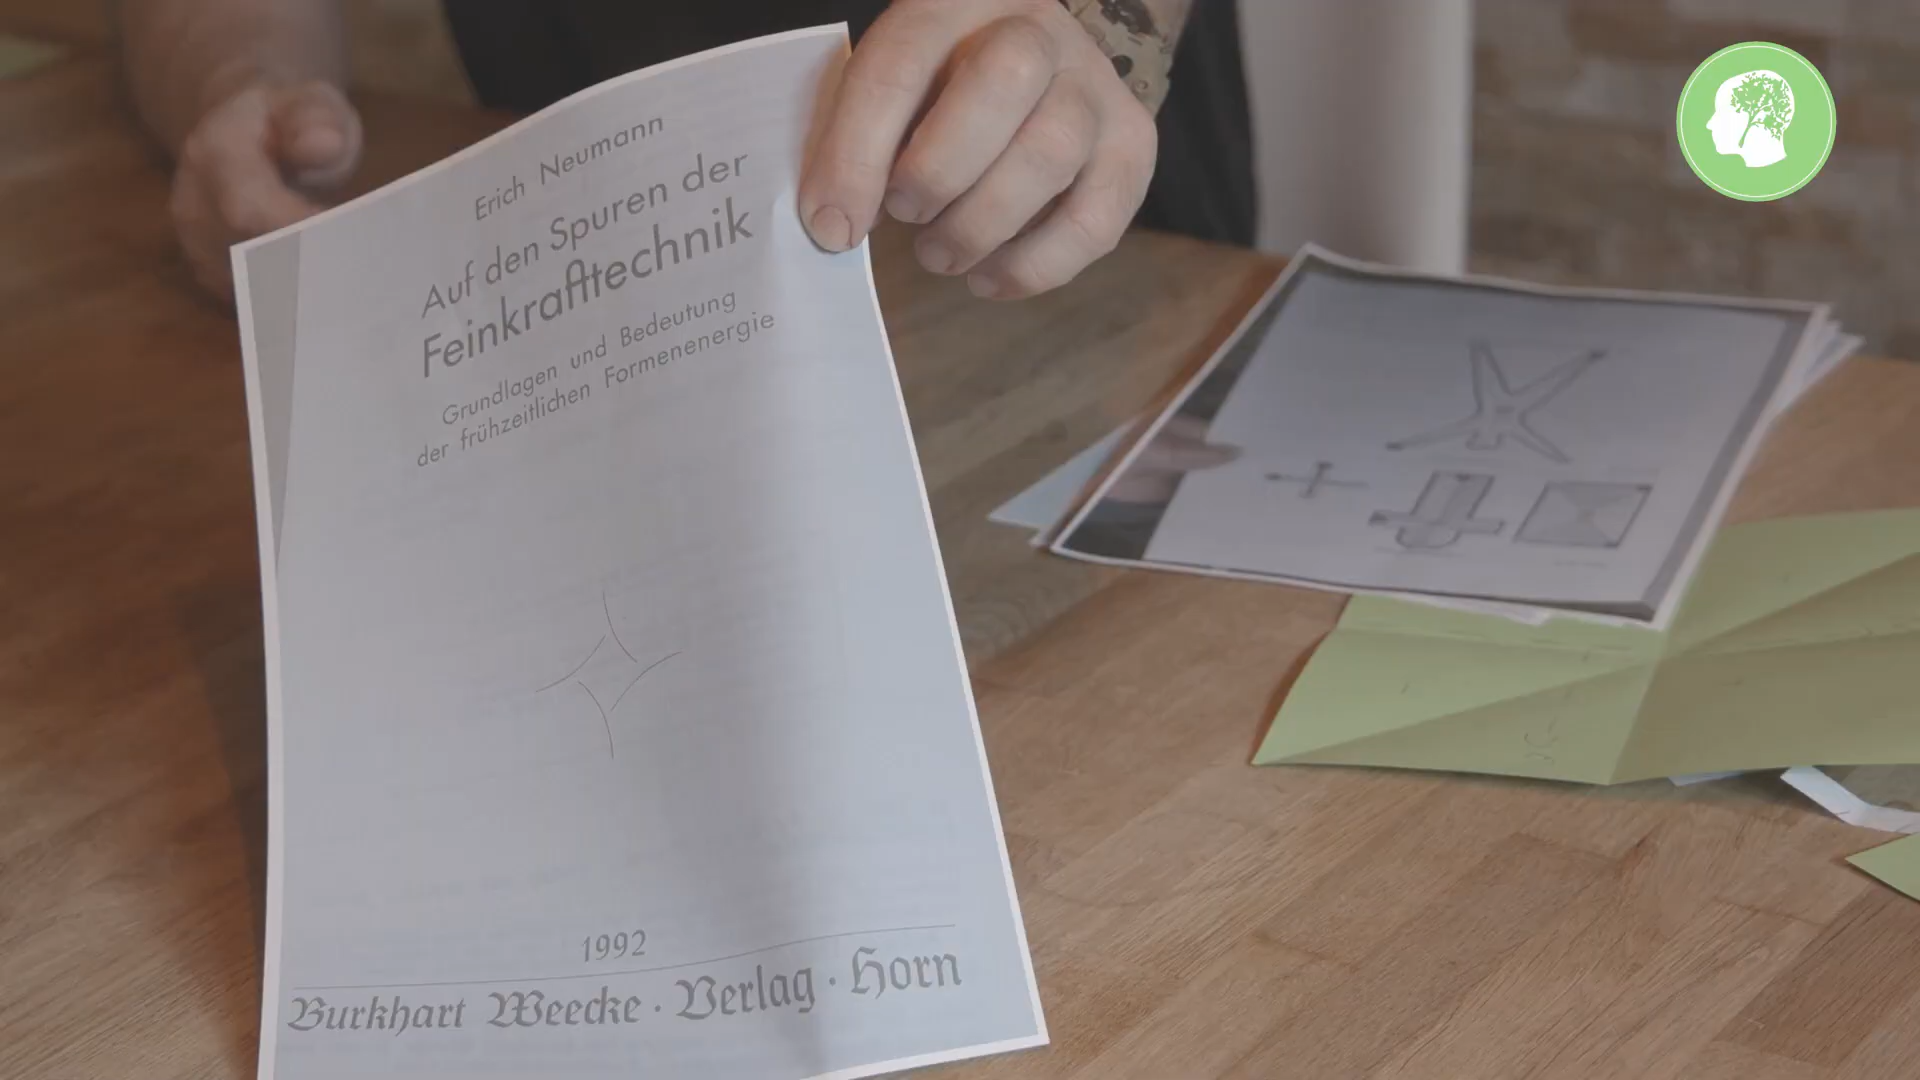 Erich Neumann
Auf den Spuren der
Feinkrafttechnik
Grundlagen und Bedeutung
der frühzeitlichen Formenenergie
1992
Burkhart Weecke · Verlag · Horn